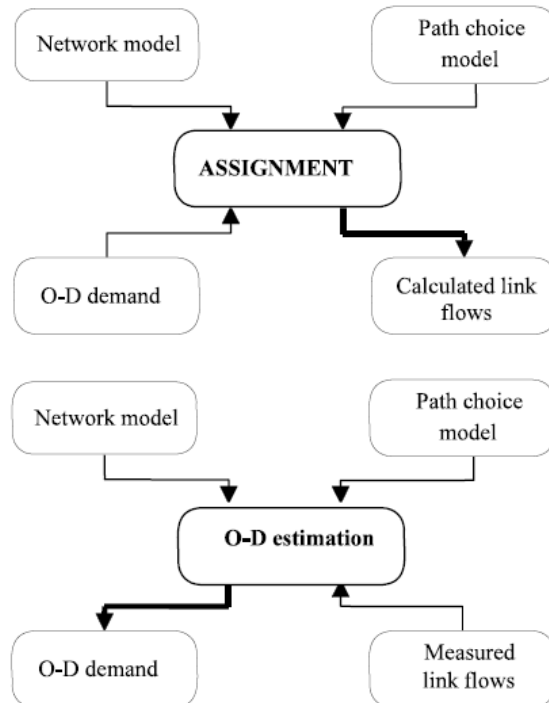 Network model
Path choice
model
ASSIGNMENT
O-D demand
Calculated link
flows
Network model
Path choice
model
O-D estimation
O-D demand
Measured
link flows